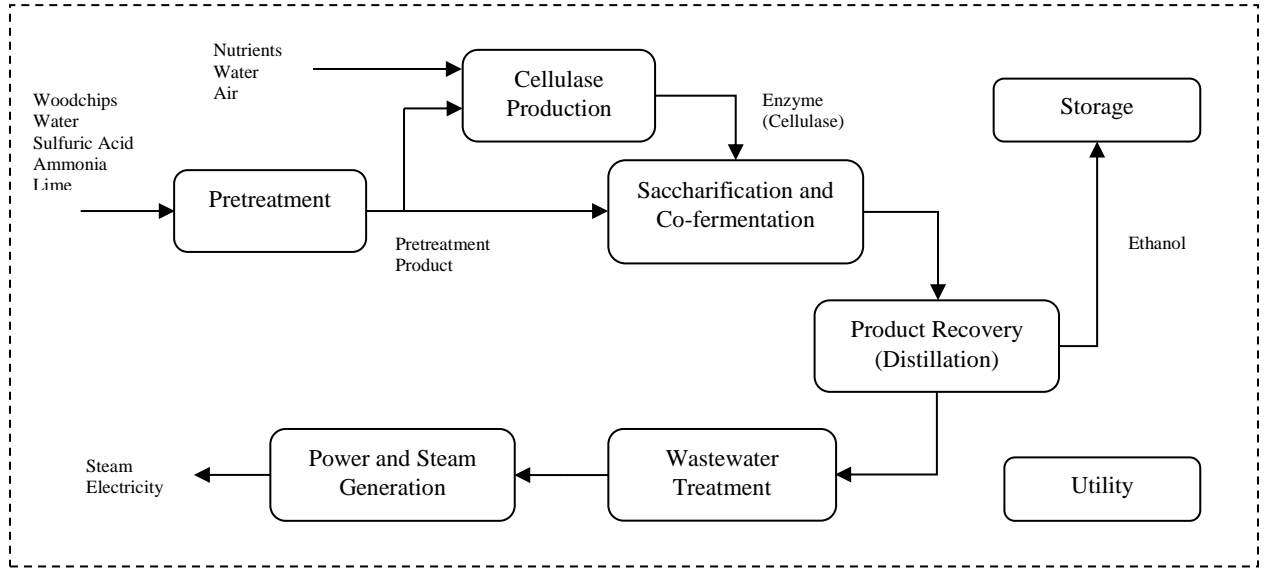 Nutrients
Water
Air
Cellulase
Production
Enzyme
(Cellulase)
Storage
Woodchips
Water
Sulfuric Acid
Ammonia
Lime
Pretreatment
Saccharification and
Co-fermentation
Pretreatment
Product
Ethanol
Product Recovery
(Distillation)
Steam
Electricity
Power and Steam
Generation
Wastewater
Treatment
Utility